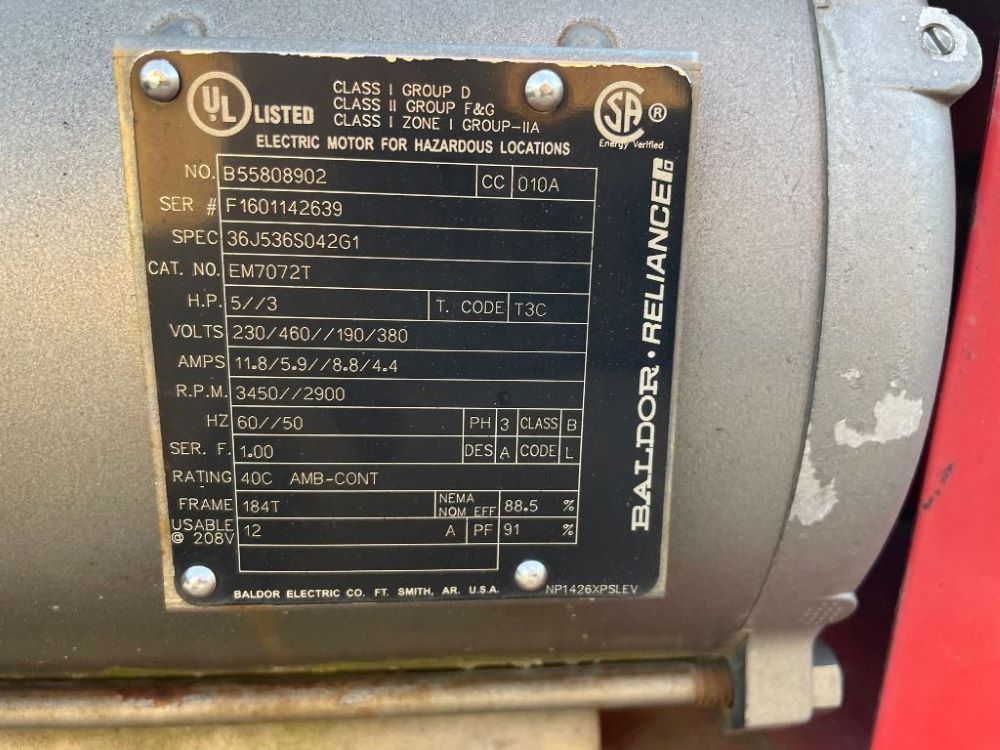 UL LISTED
CLASS I GROUP D
CLASS II GROUP F&G
CLASS I ZONE I GROUP-IIA
SA ®
Energy Verified
ELECTRIC MOTOR FOR HAZARDOUS LOCATIONS
NO. B55808902 CC 010A
SER # F1601142639
SPEC 36J536S042G1
CAT. NO. EM7072T
H.P. 5//3 T. CODE T3C
VOLTS 230/460//190/380
AMPS 11.8/5.9//8.8/4.4
R.P.M. 3450//2900
HZ 60//50 PH 3 CLASS B
SER. F. 1.00 DES A CODE L
RATING 40C AMB-CONT
FRAME 184T NEMA NOM EFF 88.5 %
USABLE @ 208V 12 A PF 91 %
BALDOR ELECTRIC CO. FT. SMITH, AR. U.S.A.
NP1426XPSLEV
BALDOR · RELIANCE